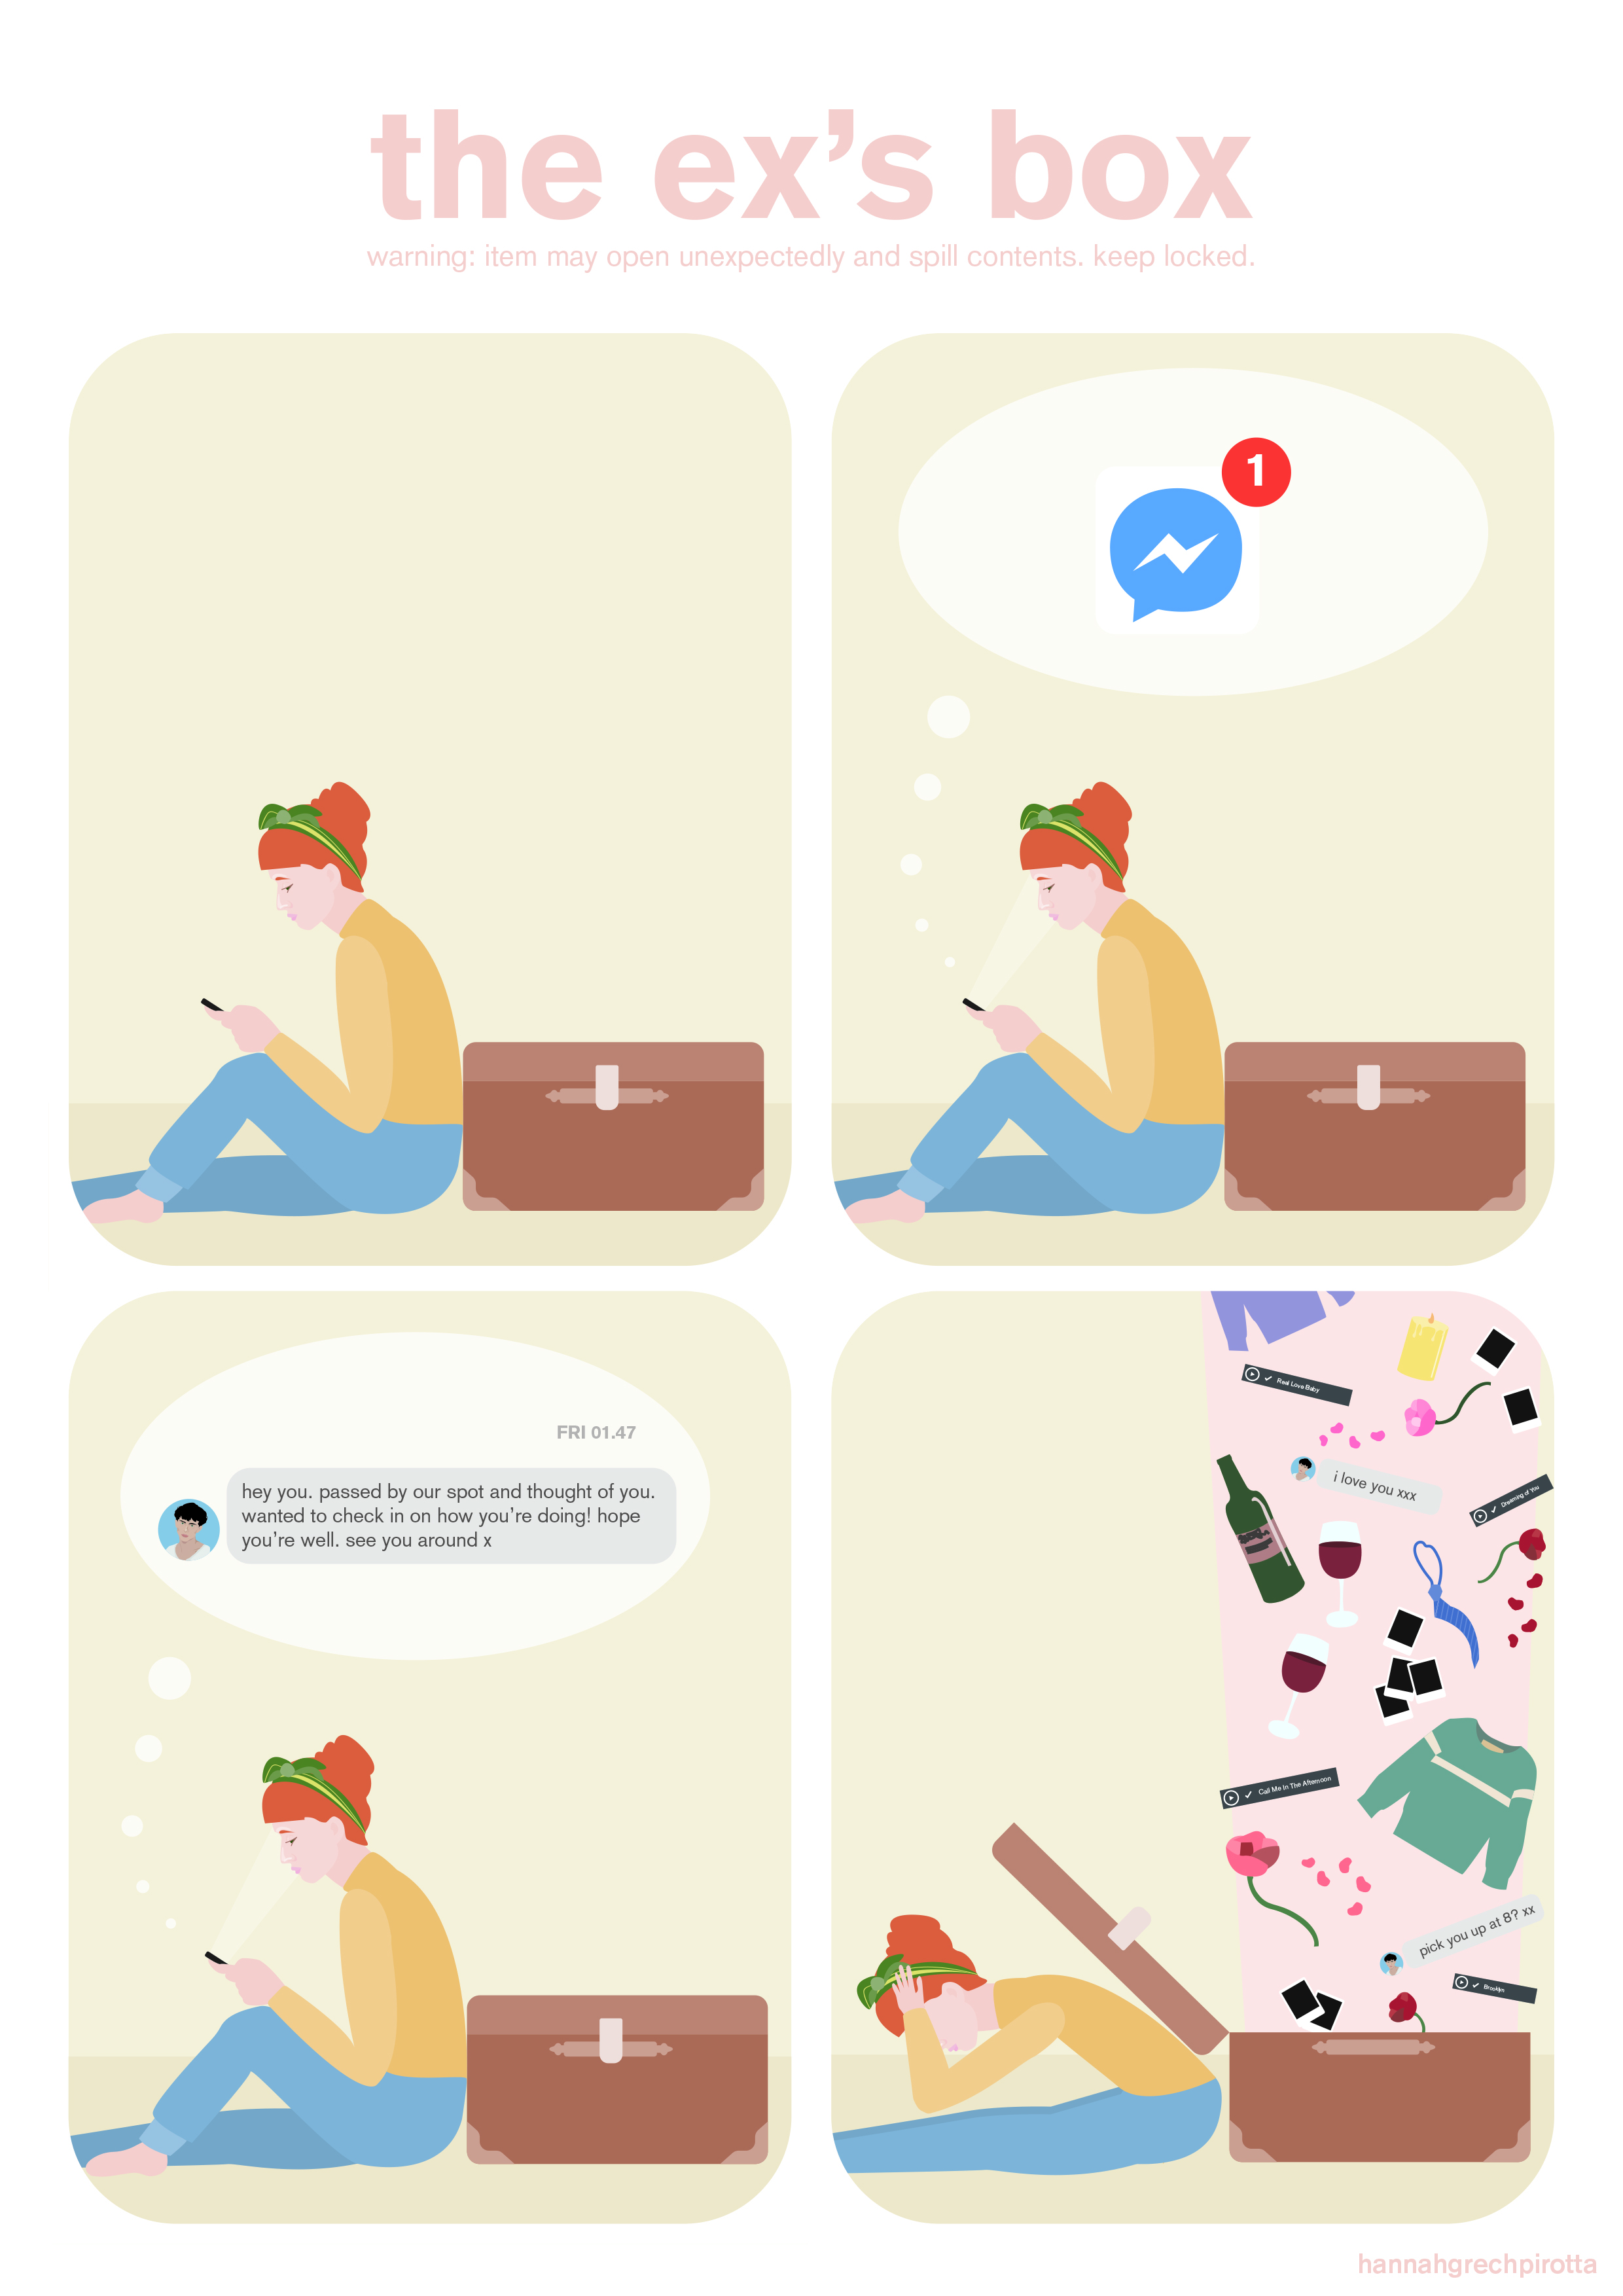 the ex’s box
warning: item may open unexpectedly and spill contents. keep locked.
1
FRI 01.47
hey you. passed by our spot and thought of you.
wanted to check in on how you’re doing! hope
you’re well. see you around x
Real Love Baby
i love you xxx
Dreaming of You
Call Me In The Afternoon
pick you up at 8? xx
Brooklyn
hannahgrechpirotta